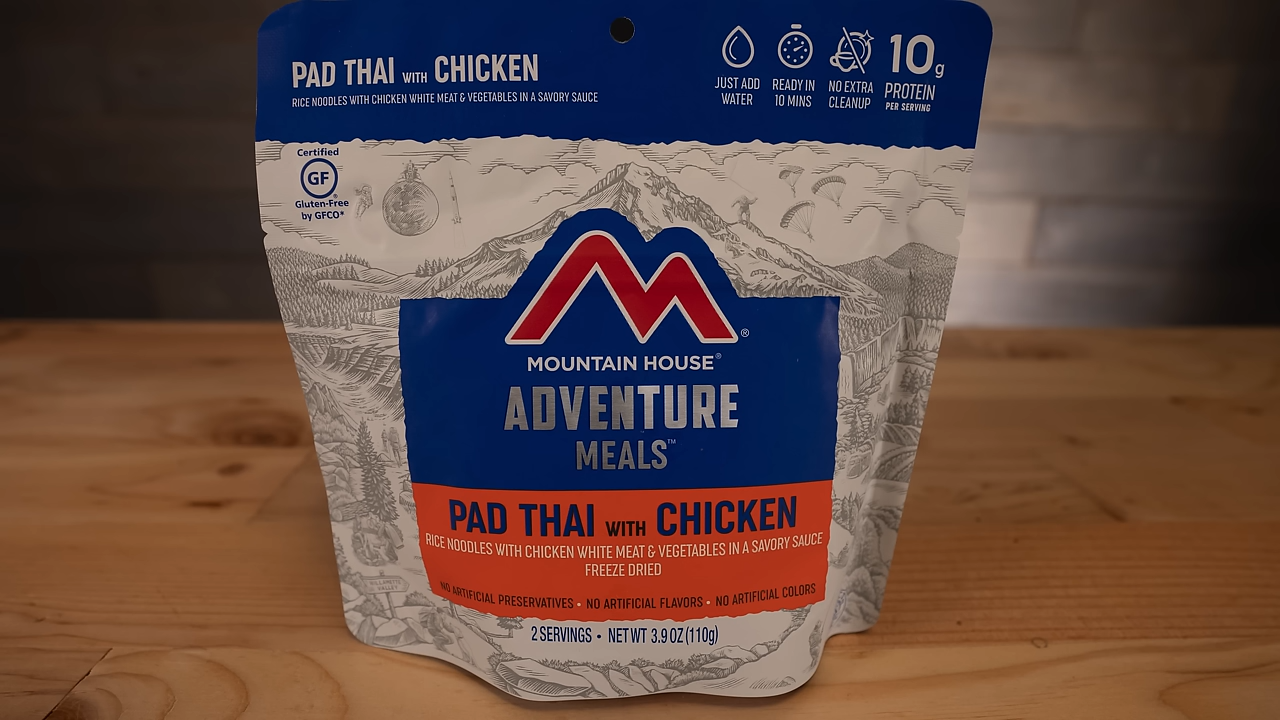 PAD THAI WITH CHICKEN
RICE NOODLES WITH CHICKEN WHITE MEAT & VEGETABLES IN A SAVORY SAUCE
JUST ADD
WATER
READY IN
10 MINS
NO EXTRA
CLEANUP
10g
PROTEIN
PER SERVING
Certified
GF
Gluten-Free
by GFCO*
MOUNTAIN HOUSE®
ADVENTURE
MEALS™
PAD THAI WITH CHICKEN
RICE NOODLES WITH CHICKEN WHITE MEAT & VEGETABLES IN A SAVORY SAUCE
FREEZE DRIED
NO ARTIFICIAL PRESERVATIVES • NO ARTIFICIAL FLAVORS • NO ARTIFICIAL COLORS
WILLAMETTE
VALLEY
2 SERVINGS • NET WT 3.9 OZ (110g)